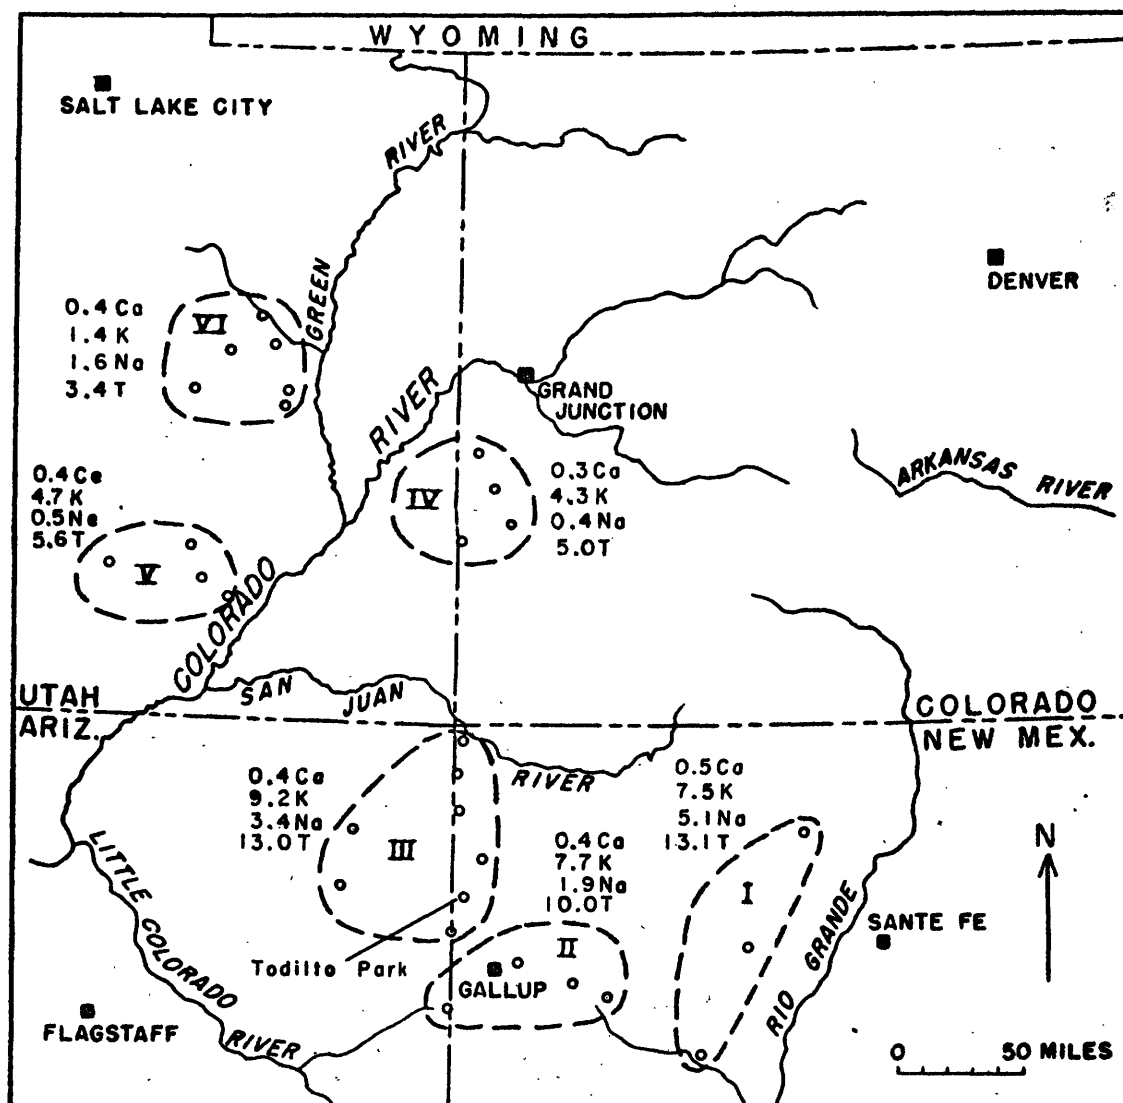 WYOMING
SALT LAKE CITY
RIVER
DENVER
GREEN
0.4 Ca
1.4 K
1.6 Na
3.4 T
VI
RIVER
GRAND
JUNCTION
ARKANSAS RIVER
0.4 Ce
4.7 K
0.5 Ne
5.6 T
V
IV
0.3 Ca
4.3 K
0.4 Na
5.0 T
COLORADO
SAN JUAN
RIVER
UTAH
ARIZ.
COLORADO
NEW MEX.
0.4 Ca
9.2 K
3.4 Na
13.0 T
III
0.5 Ca
7.5 K
5.1 Na
13.1 T
I
0.4 Ca
7.7 K
1.9 Na
10.0 T
II
N
LITTLE COLORADO
RIVER
Todilto Park
GALLUP
SANTE FE
RIO GRANDE
FLAGSTAFF
0 50 MILES